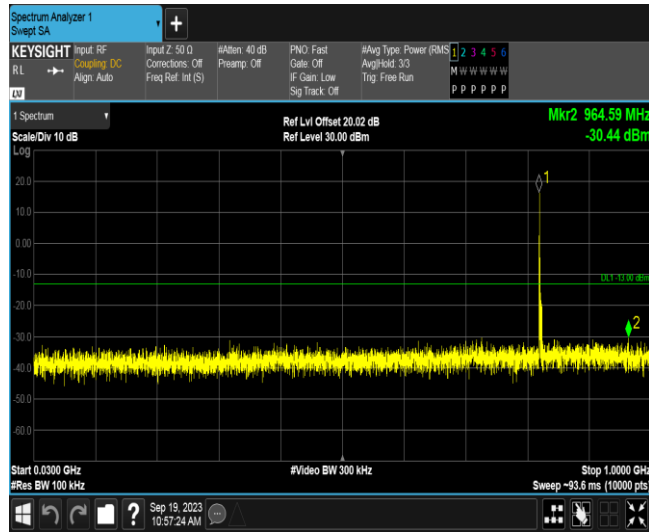 Spectrum Analyzer 1
Swept SA
KEYSIGHT
RL
LXI
Input: RF
Coupling: DC
Align: Auto
Input Z: 50 Ω
Corrections: Off
Freq Ref: Int (S)
#Atten: 40 dB
Preamp: Off
PNO: Fast
Gate: Off
IF Gain: Low
Sig Track: Off
#Avg Type: Power (RMS
Avg|Hold: 3/3
Trig: Free Run
1 2 3 4 5 6
M W W W W W
P P P P P P
1 Spectrum
Scale/Div 10 dB
Log
Ref Lvl Offset 20.02 dB
Ref Level 30.00 dBm
Mkr2 964.59 MHz
-30.44 dBm
20.0
10.0
0.00
-10.0
-20.0
-30.0
-40.0
-50.0
-60.0
1
DL1 -13.00 dBm
2
Start 0.0300 GHz
#Res BW 100 kHz
#Video BW 300 kHz
Stop 1.0000 GHz
Sweep ~93.6 ms (10000 pts)
?
Sep 19, 2023
10:57:24 AM